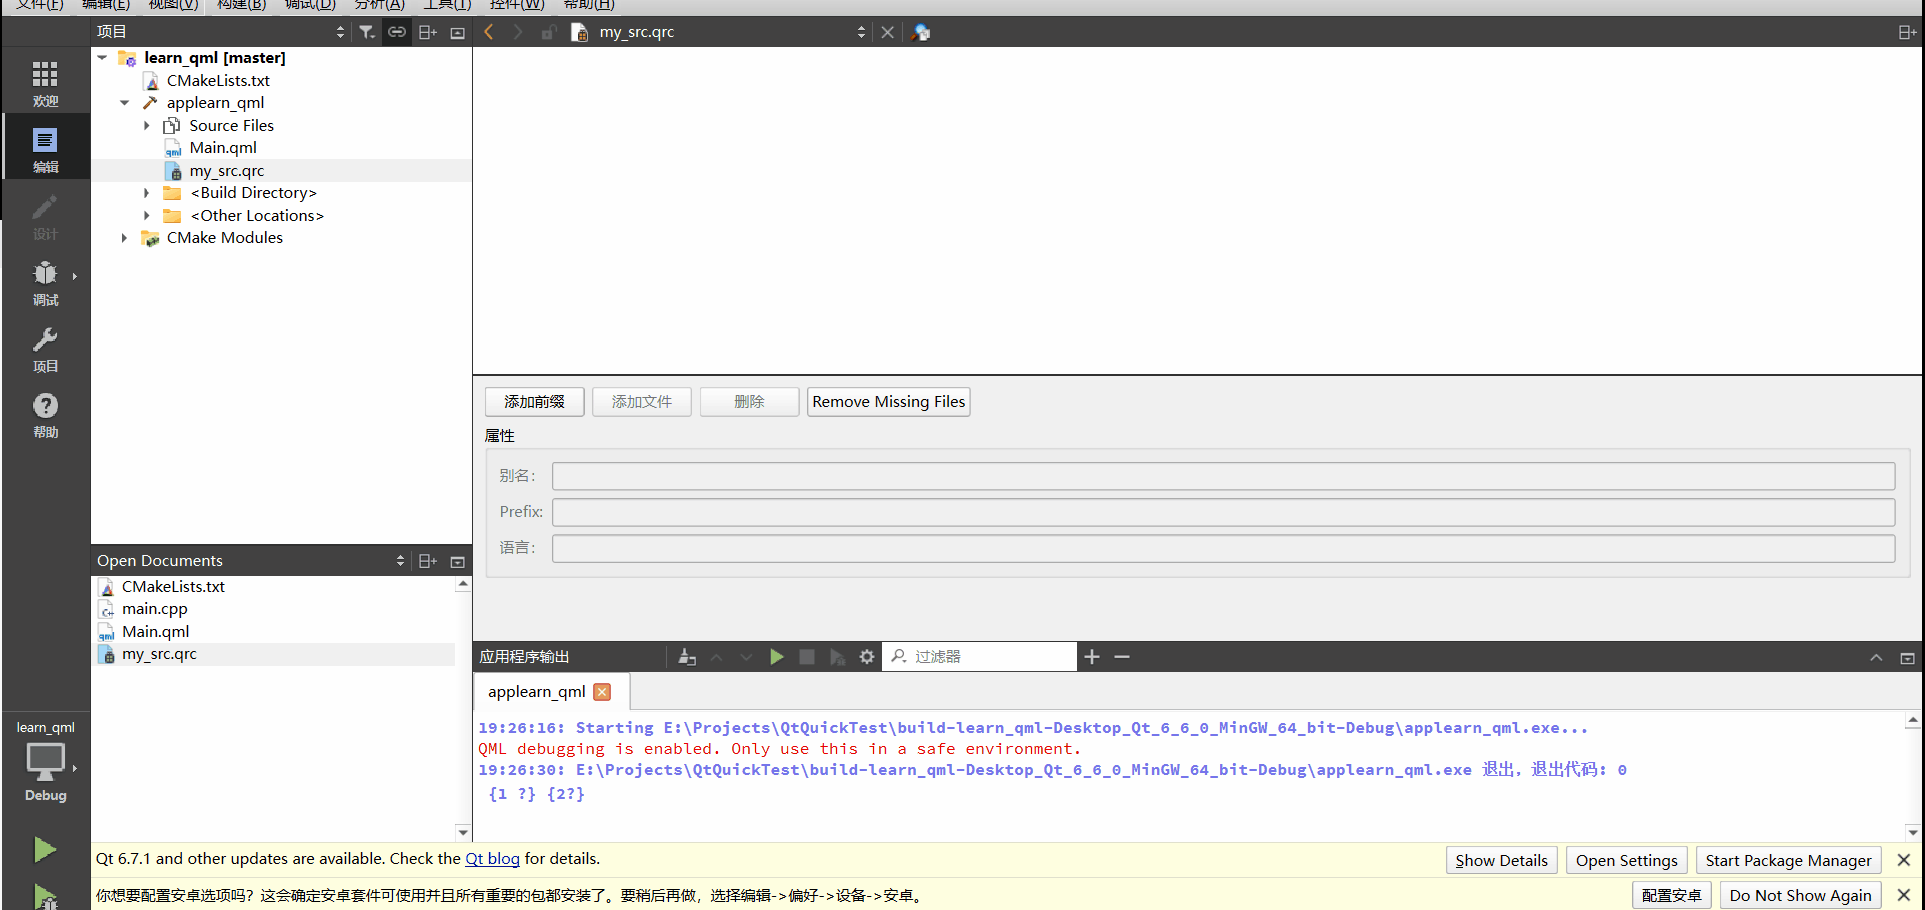 文件(F) 编辑(E) 视图(V) 构建(B) 调试(D) 分析(A) 工具(T) 控件(W) 帮助(H)
项目
my_src.qrc
欢迎
编辑
设计
调试
项目
帮助
learn_qml [master]
CMakeLists.txt
applearn_qml
Source Files
Main.qml
my_src.qrc
<Build Directory>
<Other Locations>
CMake Modules
添加前缀 添加文件 删除 Remove Missing Files
属性
别名:
Prefix:
语言:
Open Documents
CMakeLists.txt
main.cpp
Main.qml
my_src.qrc
learn_qml
Debug
应用程序输出 过滤器
applearn_qml
19:26:16: Starting E:\Projects\QtQuickTest\build-learn_qml-Desktop_Qt_6_6_0_MinGW_64_bit-Debug\applearn_qml.exe...
QML debugging is enabled. Only use this in a safe environment.
19:26:30: E:\Projects\QtQuickTest\build-learn_qml-Desktop_Qt_6_6_0_MinGW_64_bit-Debug\applearn_qml.exe 退出，退出代码: 0
{1 ?} {2?}
Qt 6.7.1 and other updates are available. Check the Qt blog for details. Show Details Open Settings Start Package Manager
你想要配置安卓选项吗？这会确定安卓套件可使用并且所有重要的包都安装了。要稍后再做，选择编辑->偏好->设备->安卓。 配置安卓 Do Not Show Again